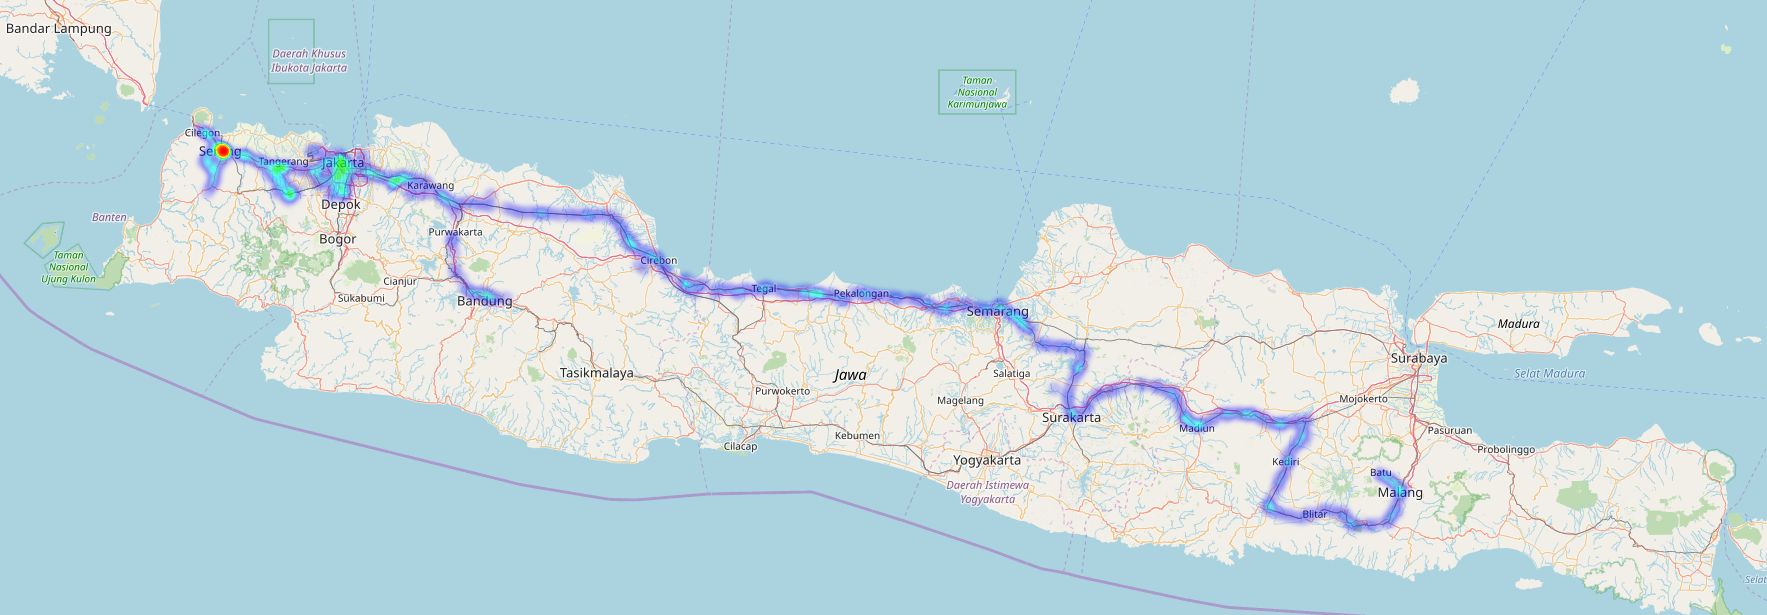 Bandar Lampung
Daerah Khusus
Ibukota Jakarta
Taman
Nasional
Karimunjawa
Cilegon
Serang
Tangerang
Jakarta
Karawang
Depok
Banten
Purwakarta
Bogor
Taman
Nasional
Ujung Kulon
Cianjur
Sukabumi
Bandung
Cirebon
Tegal
Pekalongan
Semarang
Madura
Surabaya
Selat Madura
Tasikmalaya
Jawa
Salatiga
Purwokerto
Magelang
Mojokerto
Surakarta
Madiun
Pasuruan
Cilacap
Kebumen
Probolinggo
Yogyakarta
Kediri
Batu
Malang
Daerah Istimewa
Yogyakarta
Blitar
Selat